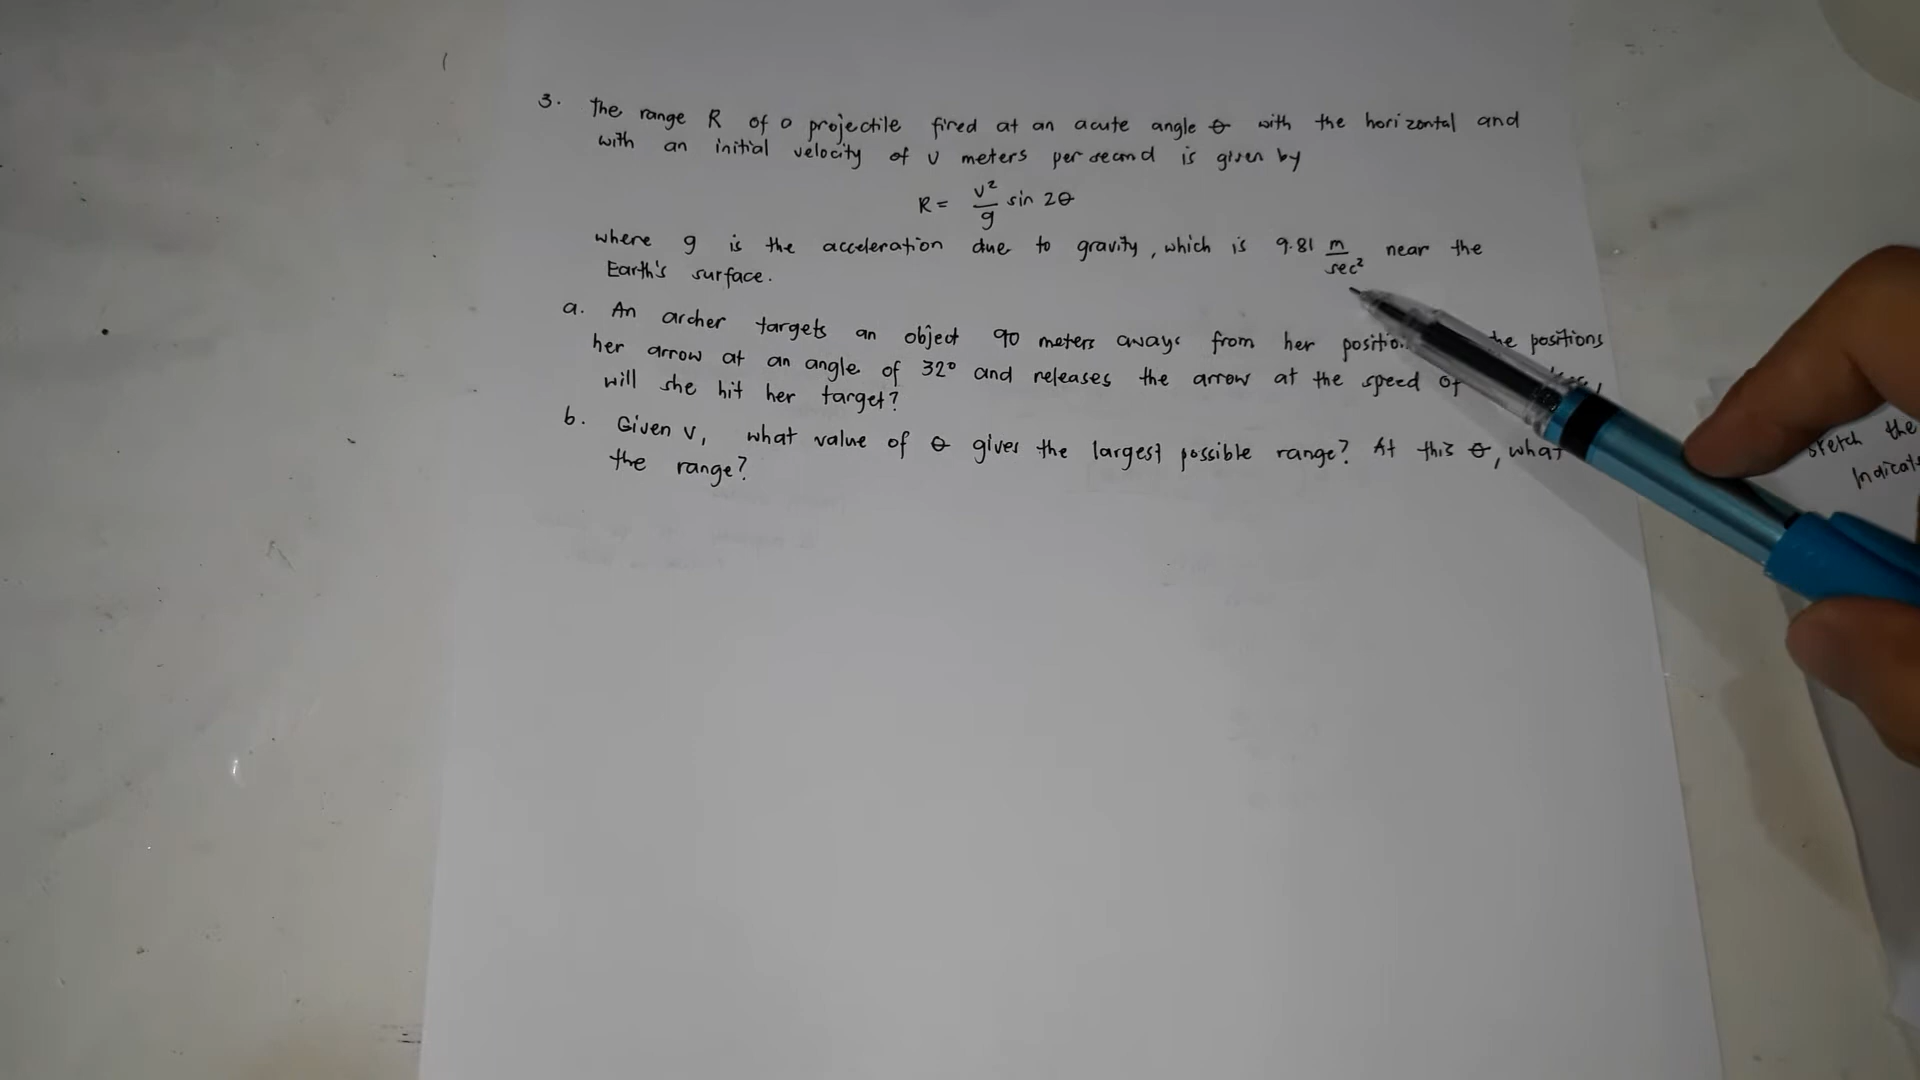 3. the range R of a projectile fired at an acute angle θ with the horizontal and
with an initial velocity of v meters per second is given by
R = v²/g sin 2θ
where g is the acceleration due to gravity, which is 9.81 m/sec² near the
Earth's surface.
a. An archer targets an object 90 meters aways from her positio he positions
her arrow at an angle of 32° and releases the arrow at the speed of
will she hit her target?
b. Given v, what value of θ gives the largest possible range? At this θ, what
the range?
sketch the
Indicat